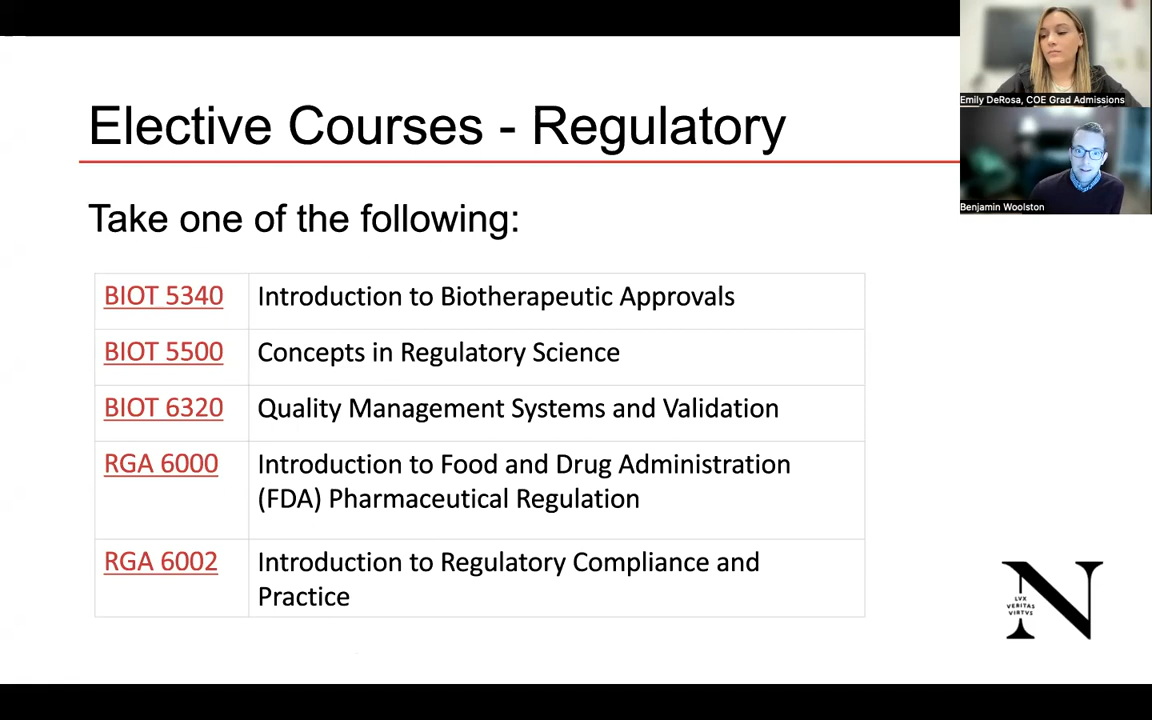 Elective Courses - Regulatory
Take one of the following:
BIOT 5340 Introduction to Biotherapeutic Approvals
BIOT 5500 Concepts in Regulatory Science
BIOT 6320 Quality Management Systems and Validation
RGA 6000 Introduction to Food and Drug Administration
(FDA) Pharmaceutical Regulation
RGA 6002 Introduction to Regulatory Compliance and
Practice
Emily DeRosa, COE Grad Admissions
Benjamin Woolston
N
LVX
VERITAS
VIRTVS